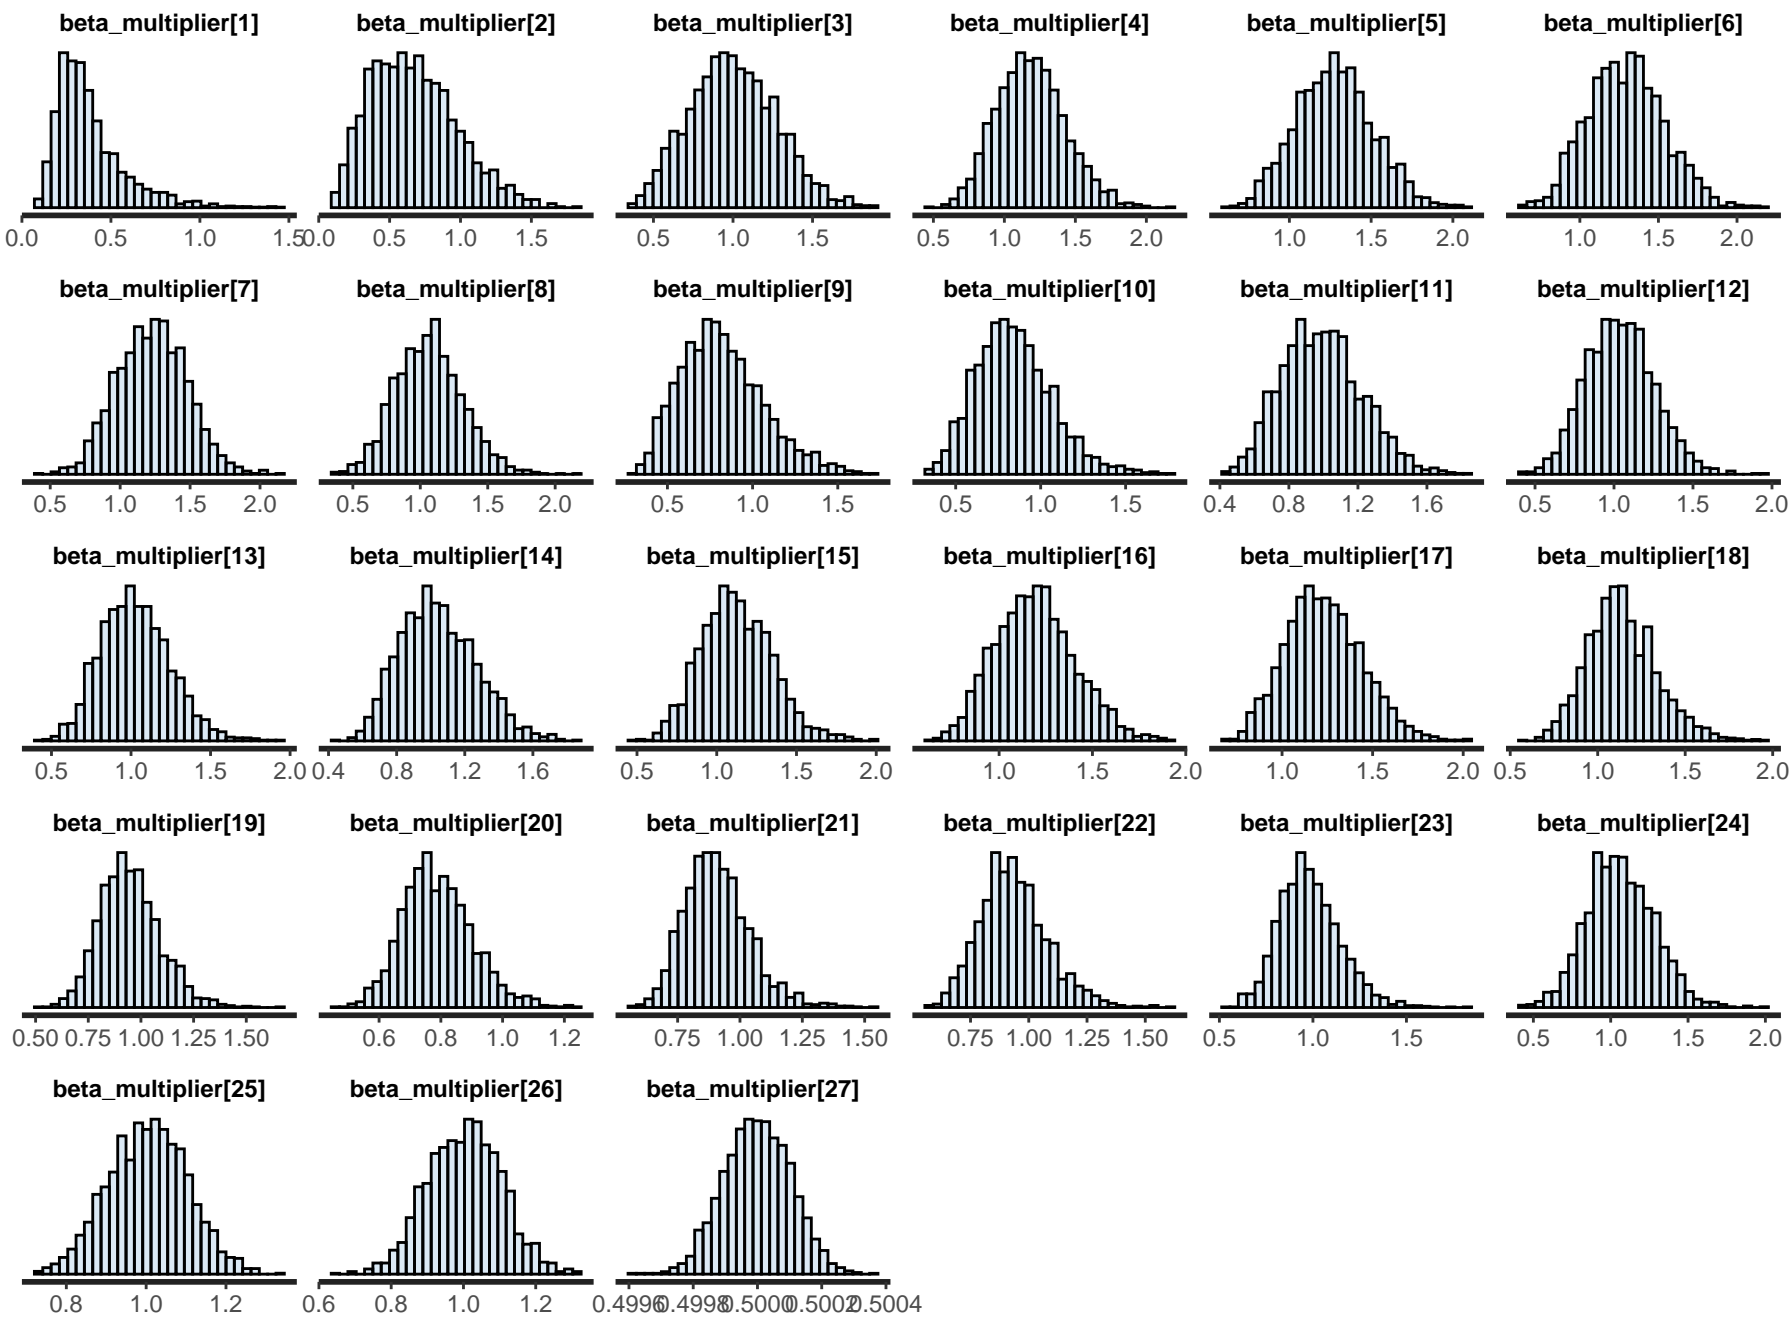 beta_multiplier[1] beta_multiplier[2] beta_multiplier[3] beta_multiplier[4] beta_multiplier[5] beta_multiplier[6]
0.0 0.5 1.0 1.5 0.0 0.5 1.0 1.5 0.5 1.0 1.5 0.5 1.0 1.5 2.0 1.0 1.5 2.0 1.0 1.5 2.0
beta_multiplier[7] beta_multiplier[8] beta_multiplier[9] beta_multiplier[10] beta_multiplier[11] beta_multiplier[12]
0.5 1.0 1.5 2.0 0.5 1.0 1.5 2.0 0.5 1.0 1.5 0.5 1.0 1.5 0.4 0.8 1.2 1.6 0.5 1.0 1.5 2.0
beta_multiplier[13] beta_multiplier[14] beta_multiplier[15] beta_multiplier[16] beta_multiplier[17] beta_multiplier[18]
0.5 1.0 1.5 2.0 0.4 0.8 1.2 1.6 0.5 1.0 1.5 2.0 1.0 1.5 2.0 1.0 1.5 2.0 0.5 1.0 1.5 2.0
beta_multiplier[19] beta_multiplier[20] beta_multiplier[21] beta_multiplier[22] beta_multiplier[23] beta_multiplier[24]
0.50 0.75 1.00 1.25 1.50 0.6 0.8 1.0 1.2 0.75 1.00 1.25 1.50 0.75 1.00 1.25 1.50 0.5 1.0 1.5 0.5 1.0 1.5 2.0
beta_multiplier[25] beta_multiplier[26] beta_multiplier[27]
0.8 1.0 1.2 0.6 0.8 1.0 1.2 0.4996 0.4998 0.5000 0.5002 0.5004